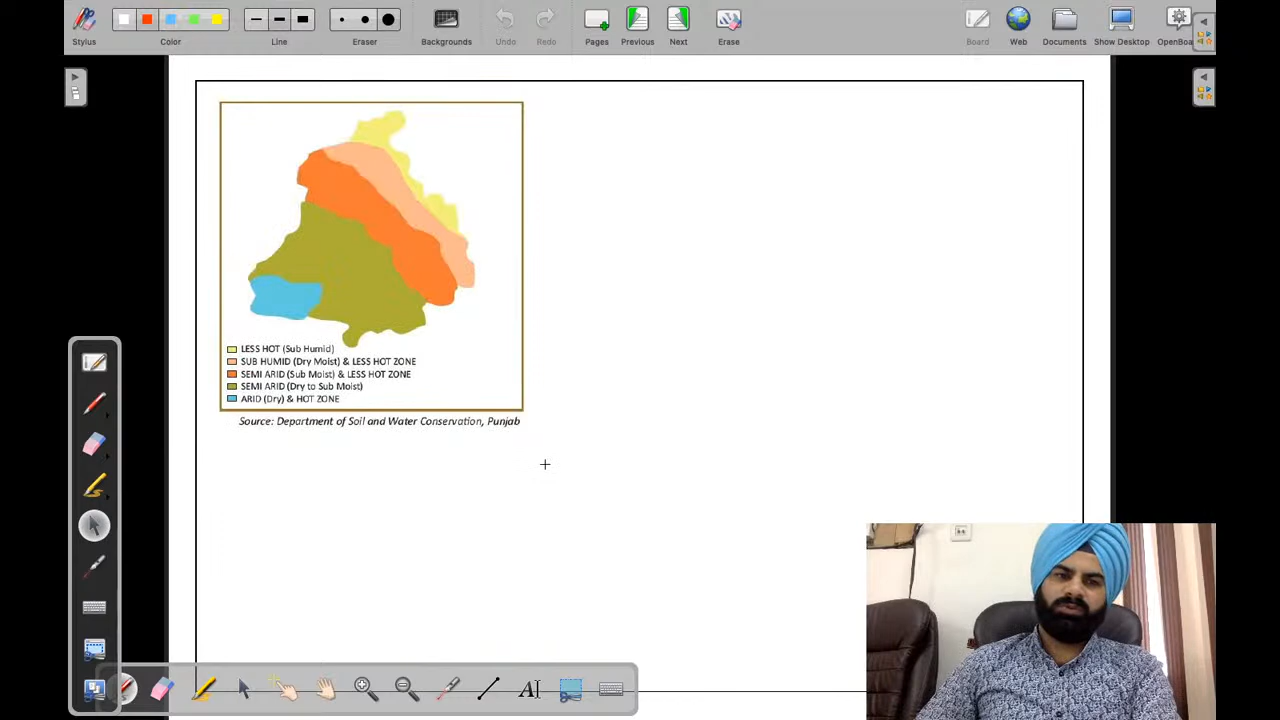 Stylus
Color
Line
Eraser
Backgrounds
Undo
Redo
Pages
Previous
Next
Erase
Board
Web
Documents
Show Desktop
OpenBoa
LESS HOT (Sub Humid)
SUB HUMID (Dry Moist) & LESS HOT ZONE
SEMI ARID (Sub Moist) & LESS HOT ZONE
SEMI ARID (Dry to Sub Moist)
ARID (Dry) & HOT ZONE
Source: Department of Soil and Water Conservation, Punjab
A